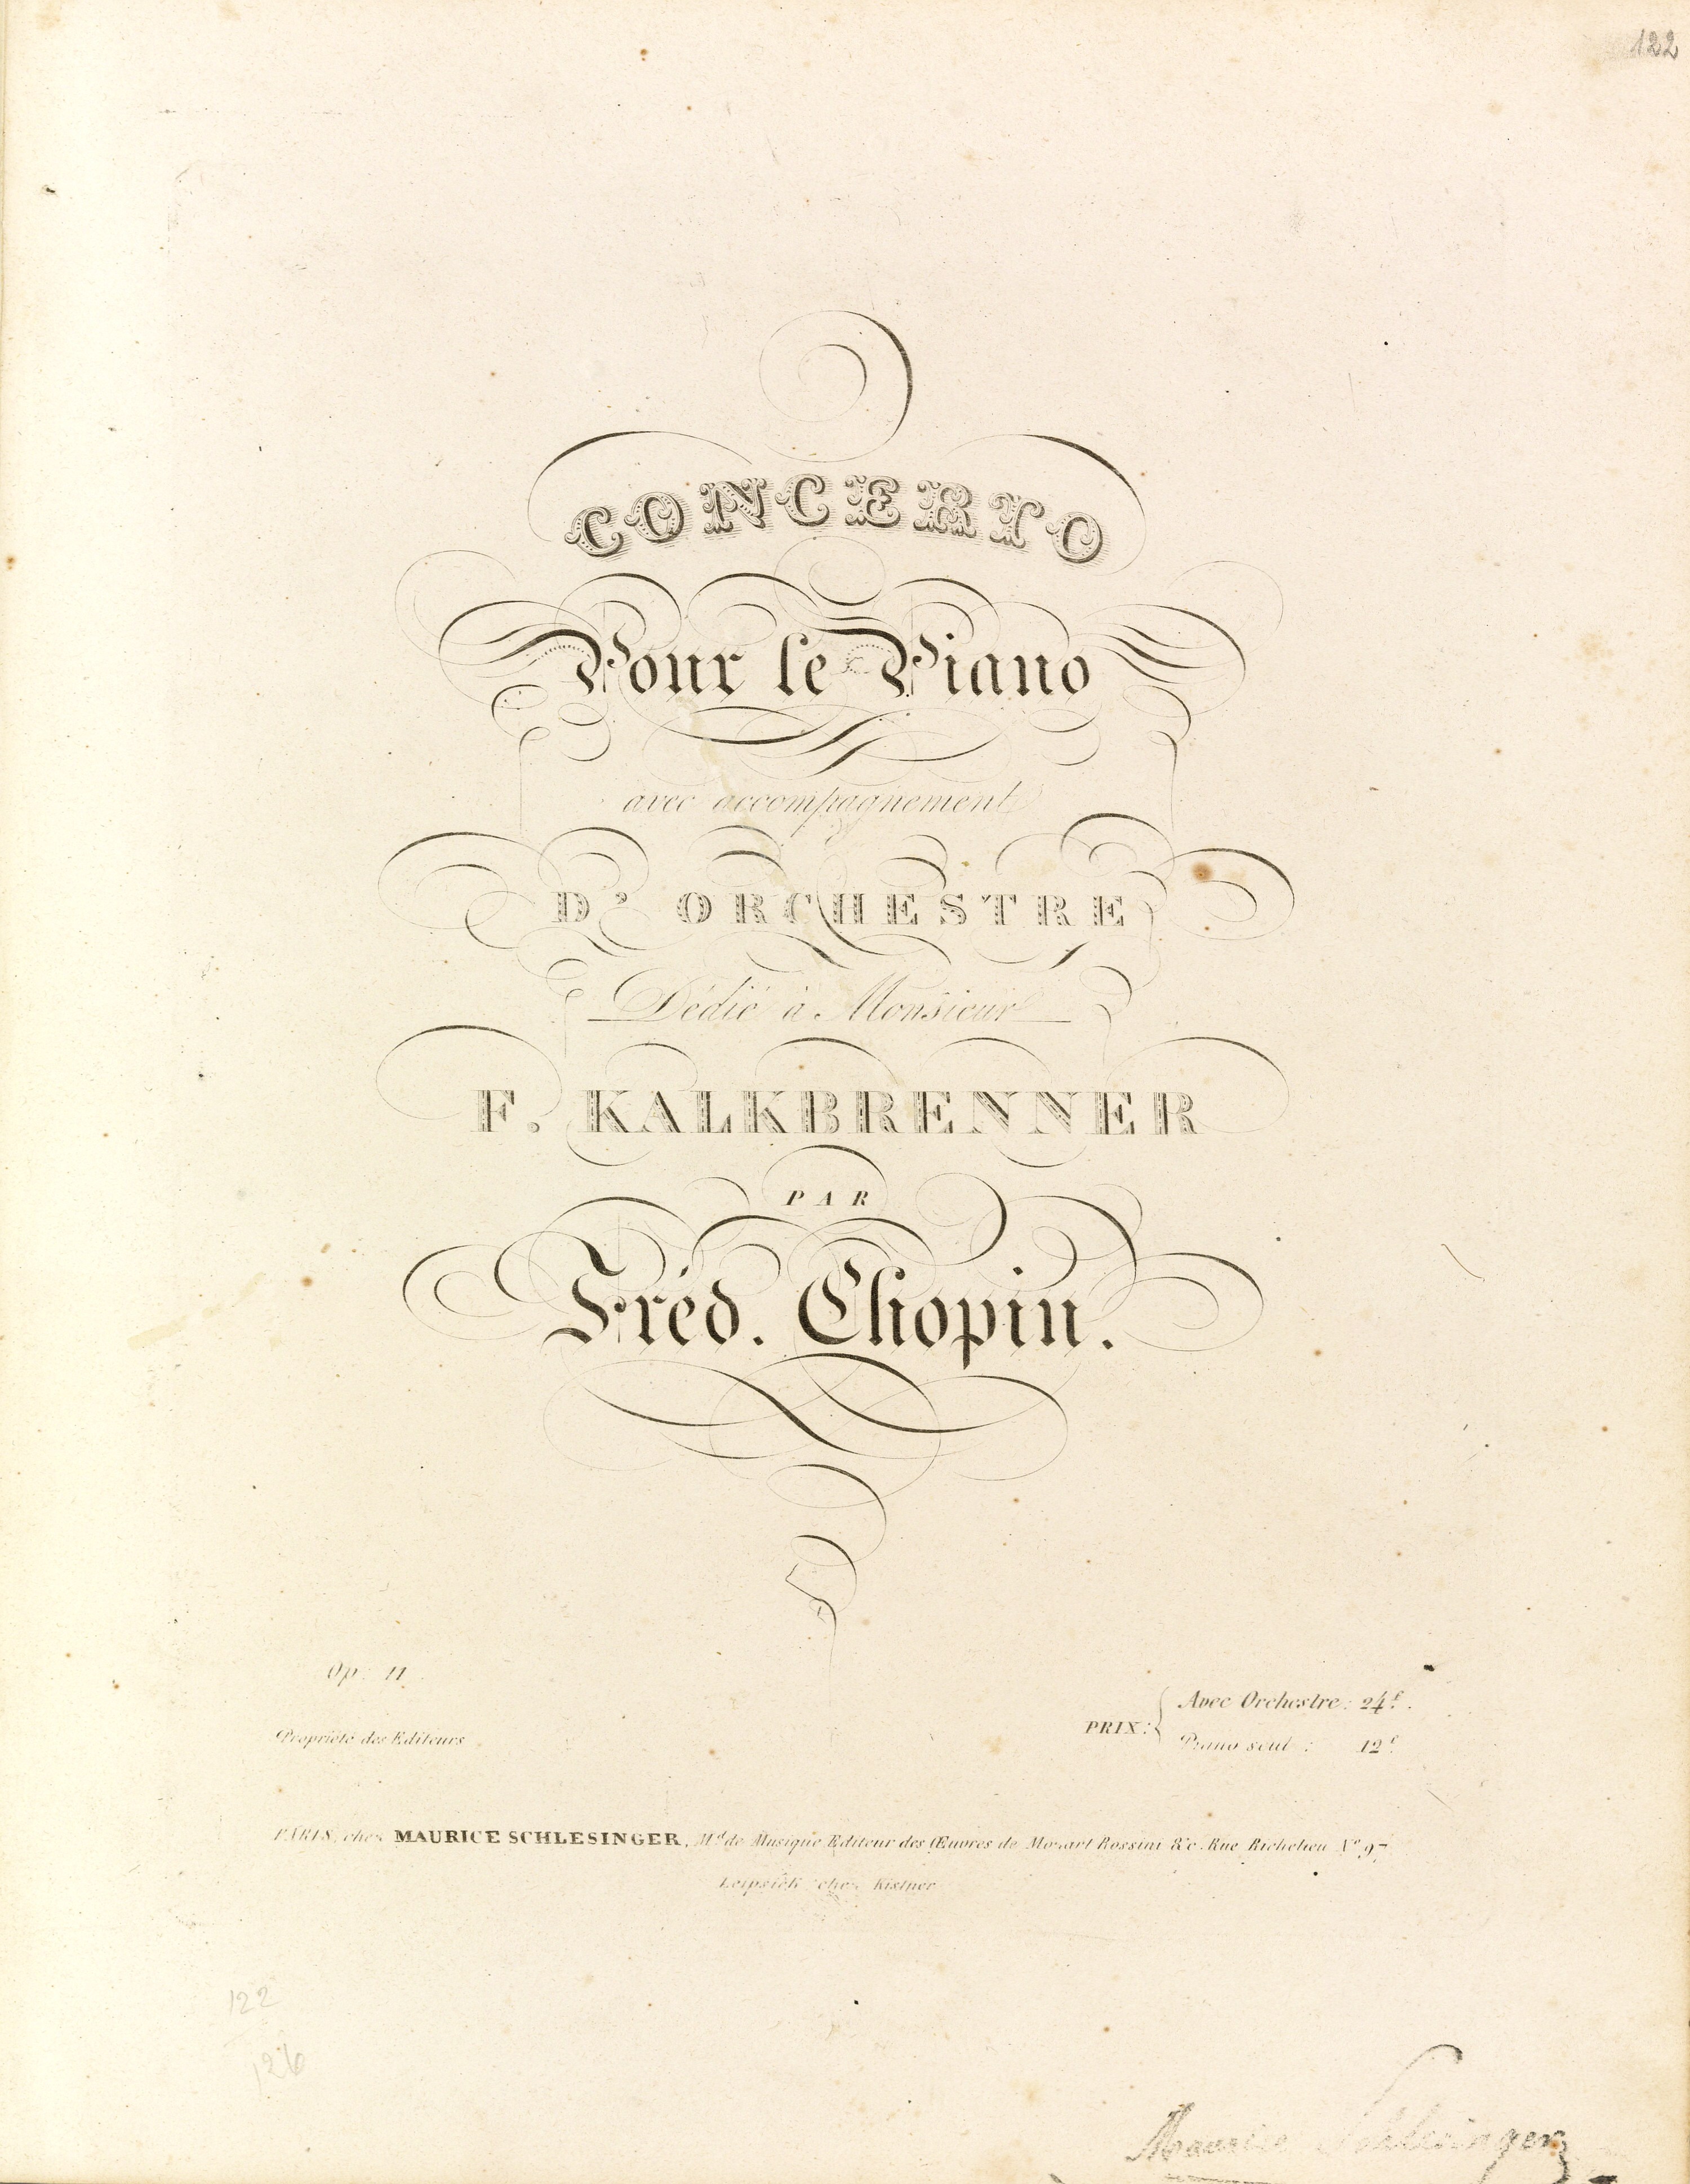 122
CONCERTO
Pour le Piano
avec accompagnement
D'ORCHESTRE
Dédié à Monsieur
F. KALKBRENNER
PAR
Fréd. Chopin.
Op: 11.
Avec Orchestre: 24f.
PRIX:
Piano seul: 12f.
Propriété des Editeurs
PARIS, chez MAURICE SCHLESINGER, Md de Musique Editeur des Œuvres de Mozart Rossini &c. Rue Richelieu No 97
Leipsick chez Kistner
122
126
Maurice Schlesinger